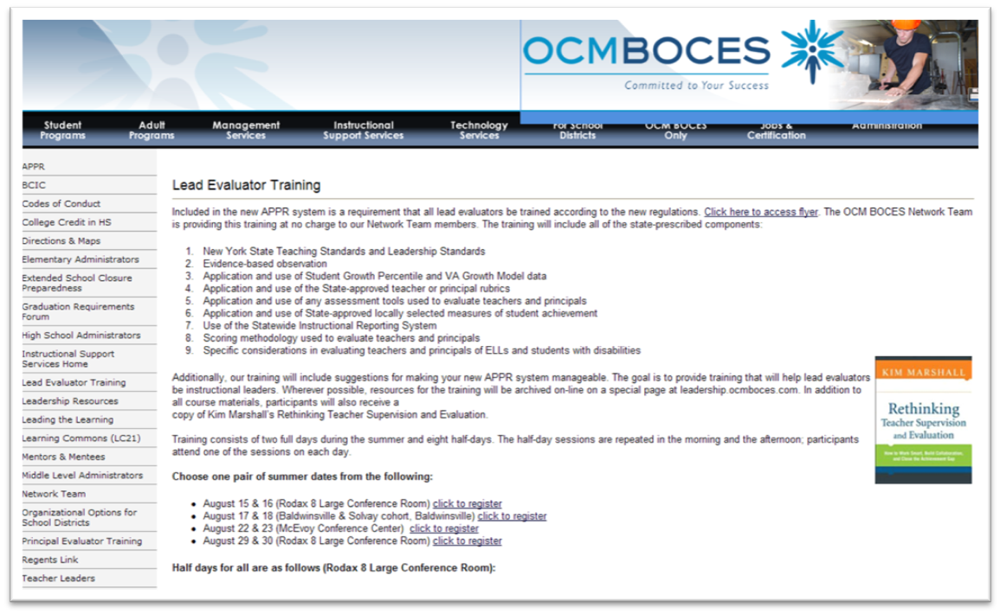 OCMBOCES
Committed to Your Success
Student Programs
Adult Programs
Management Services
Instructional Support Services
Technology Services
For School Districts
OCM BOCES Only
Jobs & Certification
Administration
APPR
BCIC
Codes of Conduct
College Credit in HS
Directions & Maps
Elementary Administrators
Extended School Closure
Preparedness
Graduation Requirements
Forum
High School Administrators
Instructional Support
Services Home
Lead Evaluator Training
Leadership Resources
Leading the Learning
Learning Commons (LC21)
Mentors & Mentees
Middle Level Administrators
Network Team
Organizational Options for
School Districts
Principal Evaluator Training
Regents Link
Teacher Leaders
Lead Evaluator Training
Included in the new APPR system is a requirement that all lead evaluators be trained according to the new regulations. Click here to access flyer. The OCM BOCES Network Team
is providing this training at no charge to our Network Team members. The training will include all of the state-prescribed components:
1. New York State Teaching Standards and Leadership Standards
2. Evidence-based observation
3. Application and use of Student Growth Percentile and VA Growth Model data
4. Application and use of the State-approved teacher or principal rubrics
5. Application and use of any assessment tools used to evaluate teachers and principals
6. Application and use of State-approved locally selected measures of student achievement
7. Use of the Statewide Instructional Reporting System
8. Scoring methodology used to evaluate teachers and principals
9. Specific considerations in evaluating teachers and principals of ELLs and students with disabilities
Additionally, our training will include suggestions for making your new APPR system manageable. The goal is to provide training that will help lead evaluators
be instructional leaders. Wherever possible, resources for the training will be archived on-line on a special page at leadership.ocmboces.com. In addition to
all course materials, participants will also receive a
copy of Kim Marshall's Rethinking Teacher Supervision and Evaluation.
Training consists of two full days during the summer and eight half-days. The half-day sessions are repeated in the morning and the afternoon; participants
attend one of the sessions on each day.
Choose one pair of summer dates from the following:
• August 15 & 16 (Rodax 8 Large Conference Room) click to register
• August 17 & 18 (Baldwinsville & Solvay cohort, Baldwinsville) click to register
• August 22 & 23 (McEvoy Conference Center) click to register
• August 29 & 30 (Rodax 8 Large Conference Room) click to register
Half days for all are as follows (Rodax 8 Large Conference Room):
KIM MARSHALL
Rethinking
Teacher Supervision
and Evaluation
How to Work Smart, Build Collaboration,
and Close the Achievement Gap